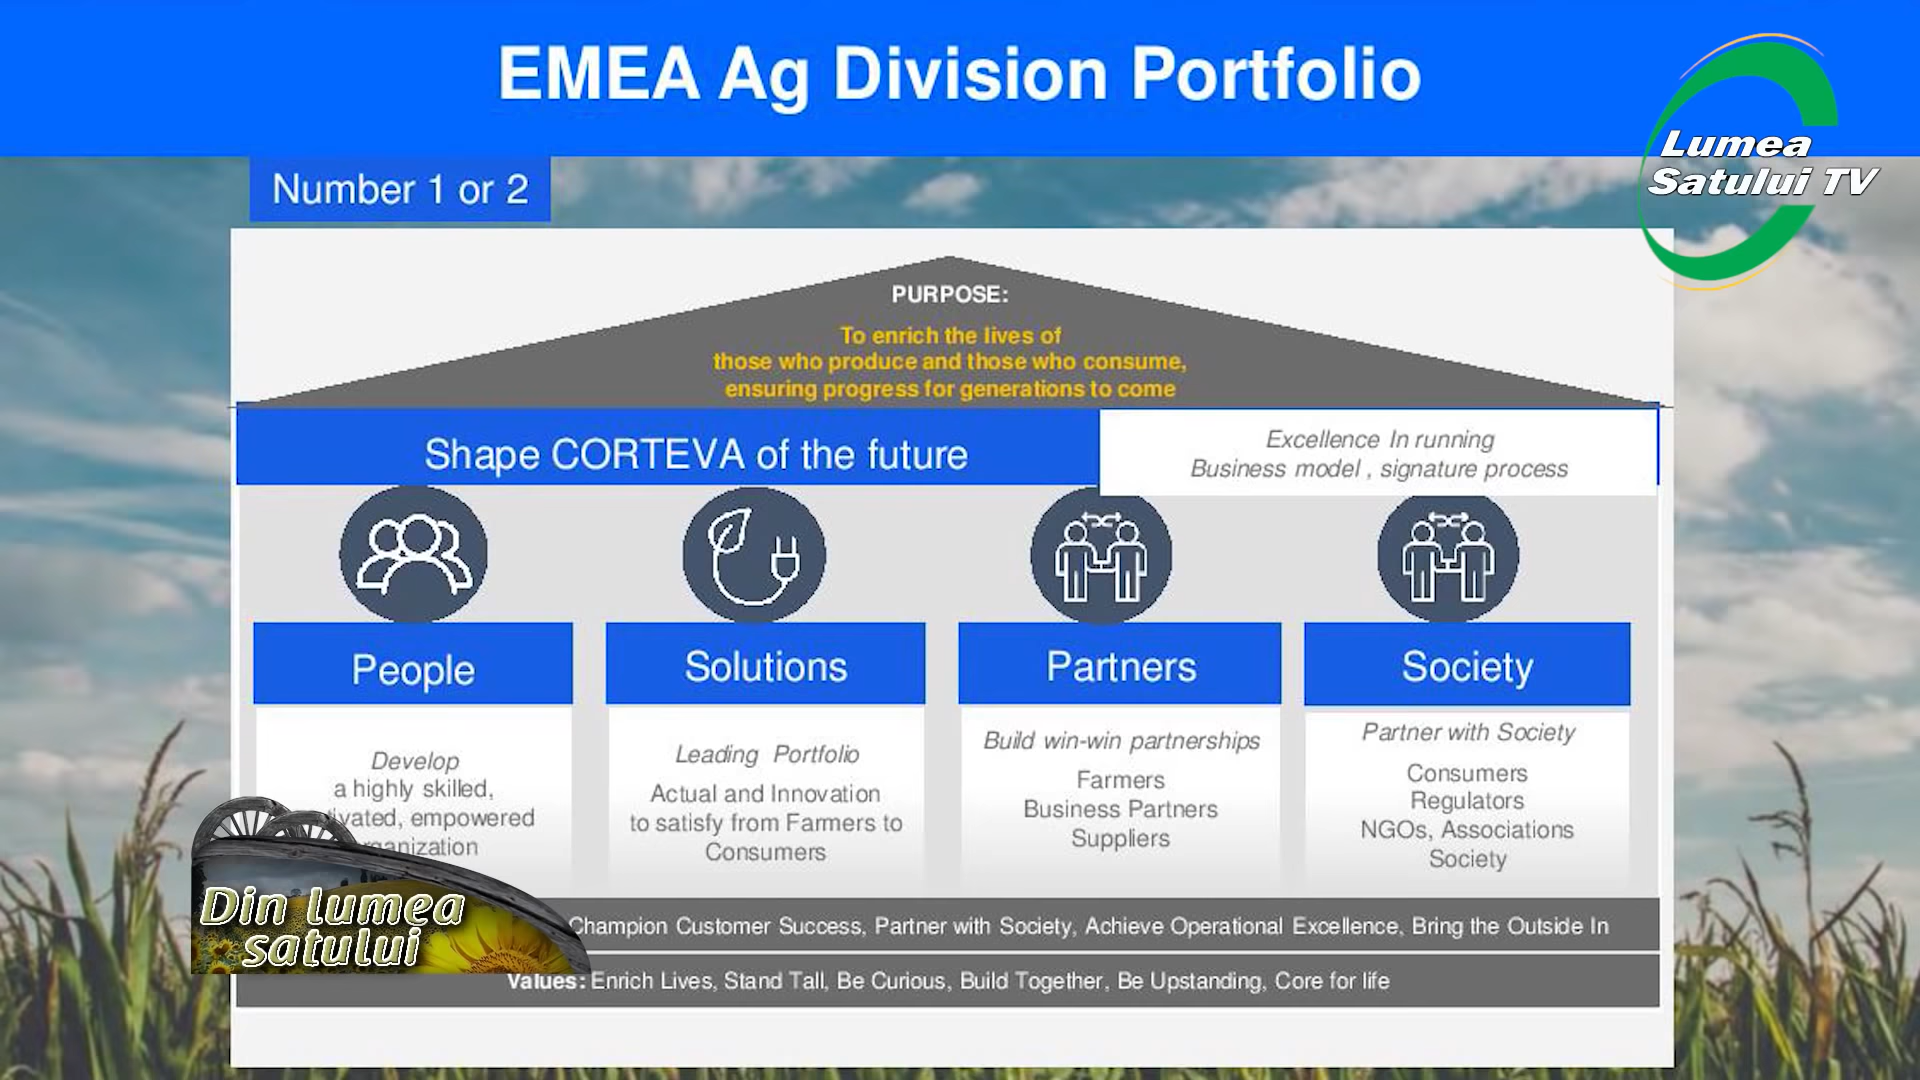 EMEA Ag Division Portfolio
Lumea
Satului TV
Number 1 or 2
PURPOSE:
To enrich the lives of
those who produce and those who consume,
ensuring progress for generations to come
Shape CORTEVA of the future
Excellence In running
Business model , signature process
People
Develop
a highly skilled,
empowered
Solutions
Leading Portfolio
Actual and Innovation
to satisfy from Farmers to
Consumers
Partners
Build win-win partnerships
Farmers
Business Partners
Suppliers
Society
Partner with Society
Consumers
Regulators
NGOs, Associations
Society
Din lumea
satului
Champion Customer Success, Partner with Society, Achieve Operational Excellence, Bring the Outside In
Values: Enrich Lives, Stand Tall, Be Curious, Build Together, Be Upstanding, Core for life